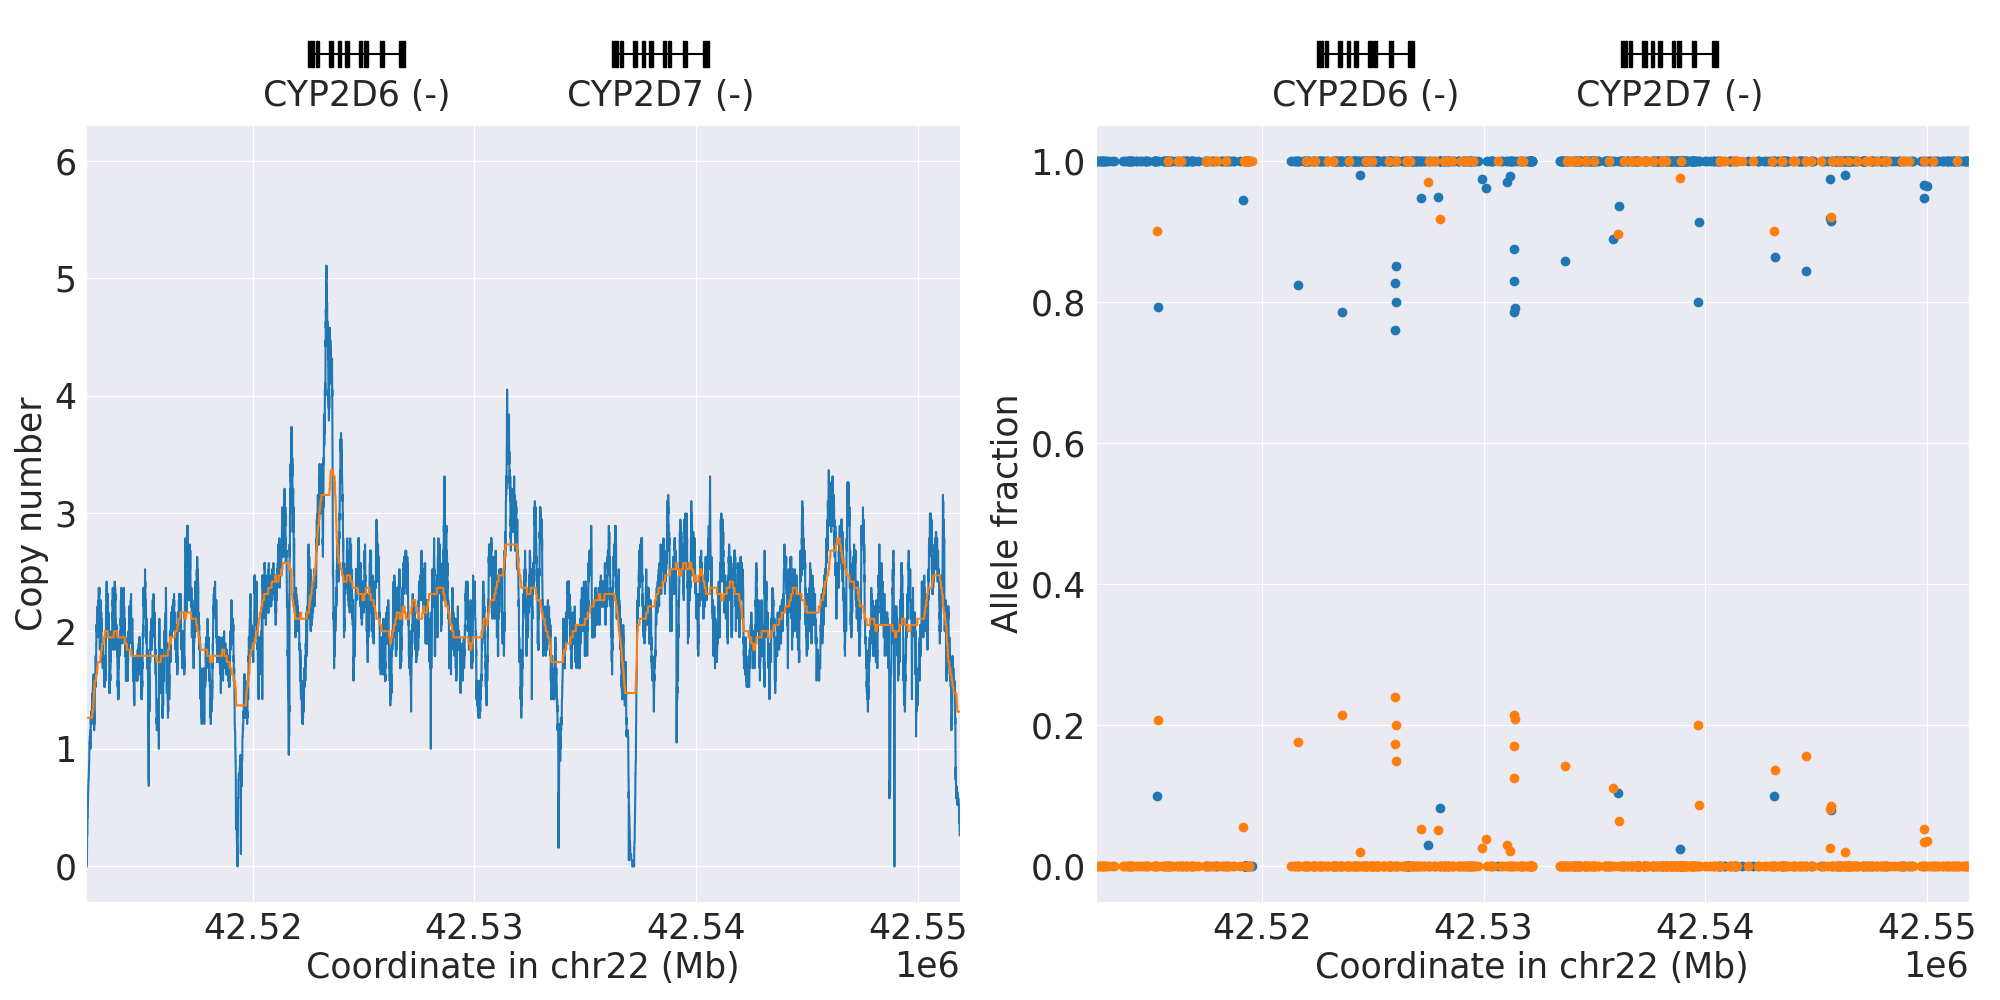 CYP2D6 (-)
CYP2D7 (-)
Copy number
6
5
4
3
2
1
0
42.52
42.53
42.54
42.55
Coordinate in chr22 (Mb)
1e6
CYP2D6 (-)
CYP2D7 (-)
Allele fraction
1.0
0.8
0.6
0.4
0.2
0.0
42.52
42.53
42.54
42.55
Coordinate in chr22 (Mb)
1e6